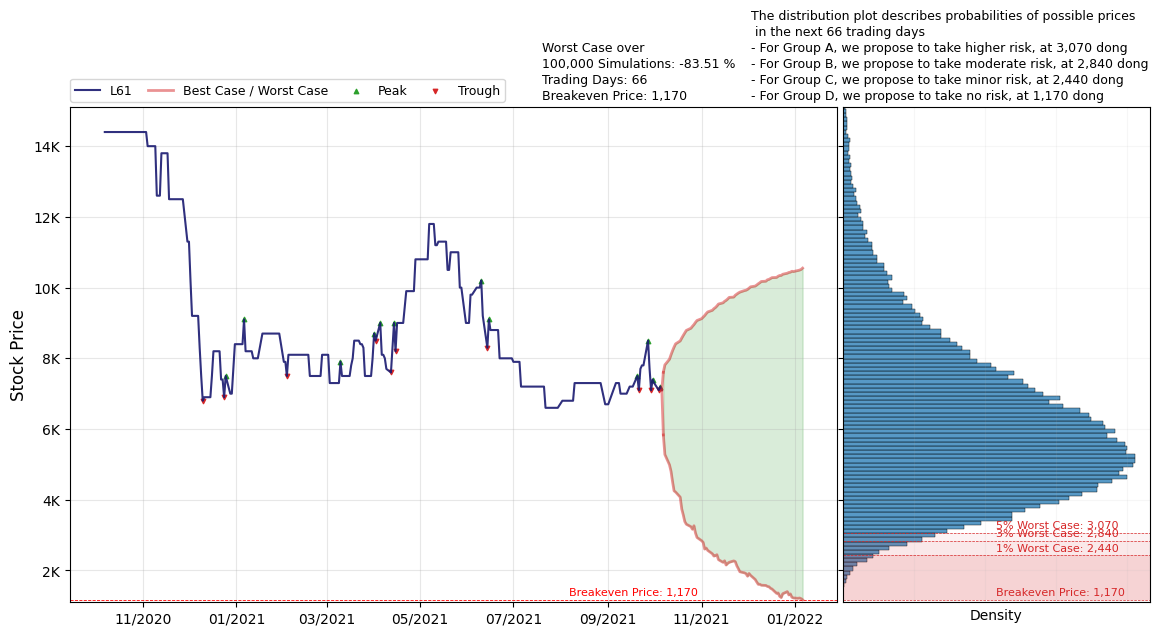 The distribution plot describes probabilities of possible prices
in the next 66 trading days
- For Group A, we propose to take higher risk, at 3,070 dong
- For Group B, we propose to take moderate risk, at 2,840 dong
- For Group C, we propose to take minor risk, at 2,440 dong
- For Group D, we propose to take no risk, at 1,170 dong
Worst Case over
100,000 Simulations: -83.51 %
Trading Days: 66
Breakeven Price: 1,170
L61
Best Case / Worst Case
Peak
Trough
Stock Price
14K
12K
10K
8K
6K
4K
2K
Breakeven Price: 1,170
11/2020
01/2021
03/2021
05/2021
07/2021
09/2021
11/2021
01/2022
5% Worst Case: 3,070
3% Worst Case: 2,840
1% Worst Case: 2,440
Breakeven Price: 1,170
Density